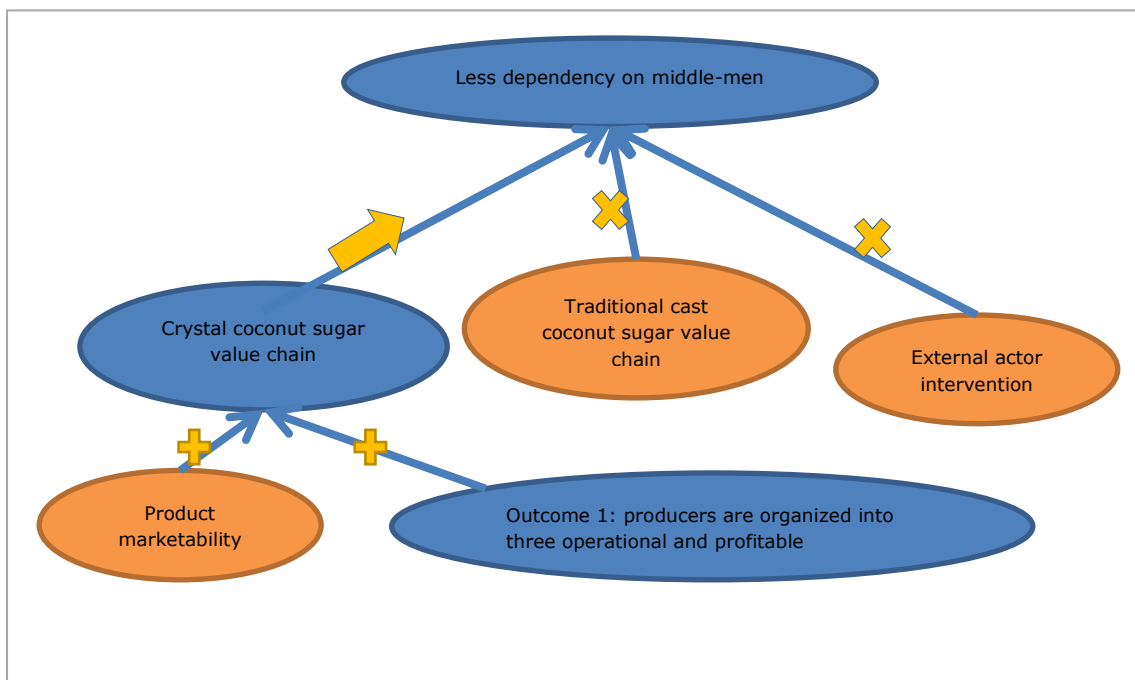 Less dependency on middle-men
Crystal coconut sugar
value chain
Traditional cast
coconut sugar value
chain
External actor
intervention
Product
marketability
Outcome 1: producers are organized into
three operational and profitable